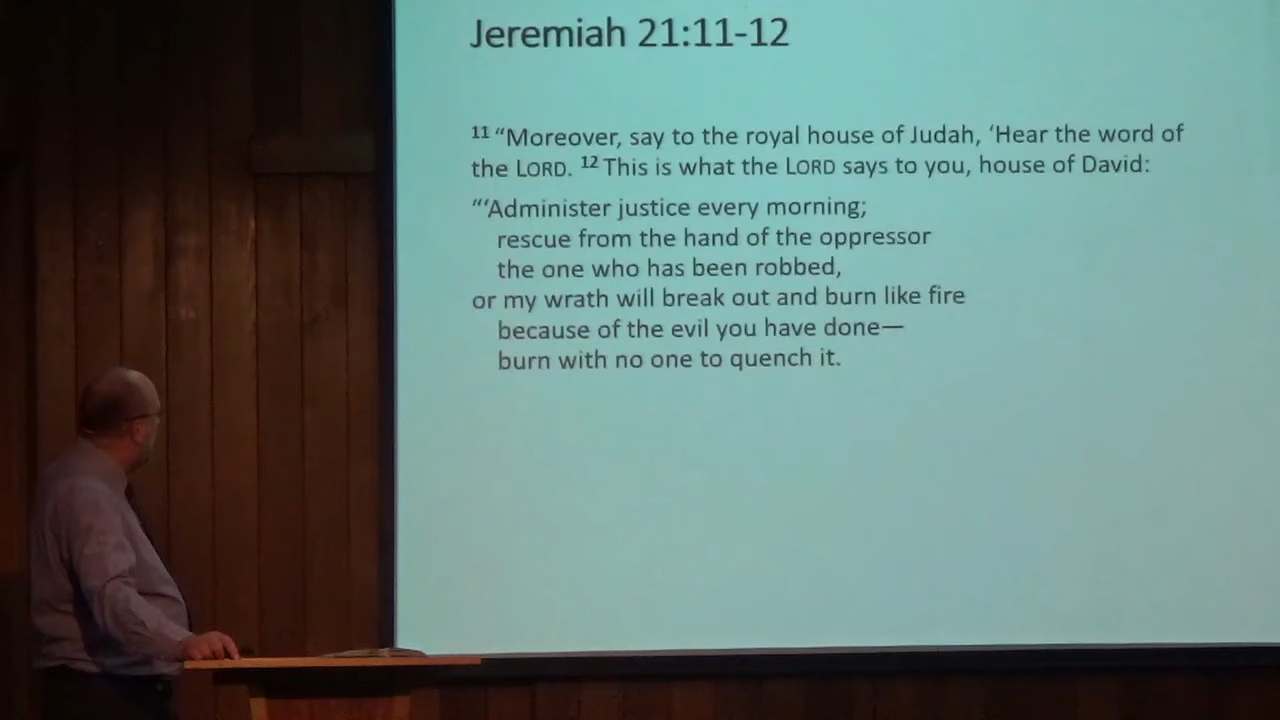 Jeremiah 21:11-12
11 “Moreover, say to the royal house of Judah, ‘Hear the word of
the LORD. 12 This is what the LORD says to you, house of David:
“‘Administer justice every morning;
rescue from the hand of the oppressor
the one who has been robbed,
or my wrath will break out and burn like fire
because of the evil you have done—
burn with no one to quench it.